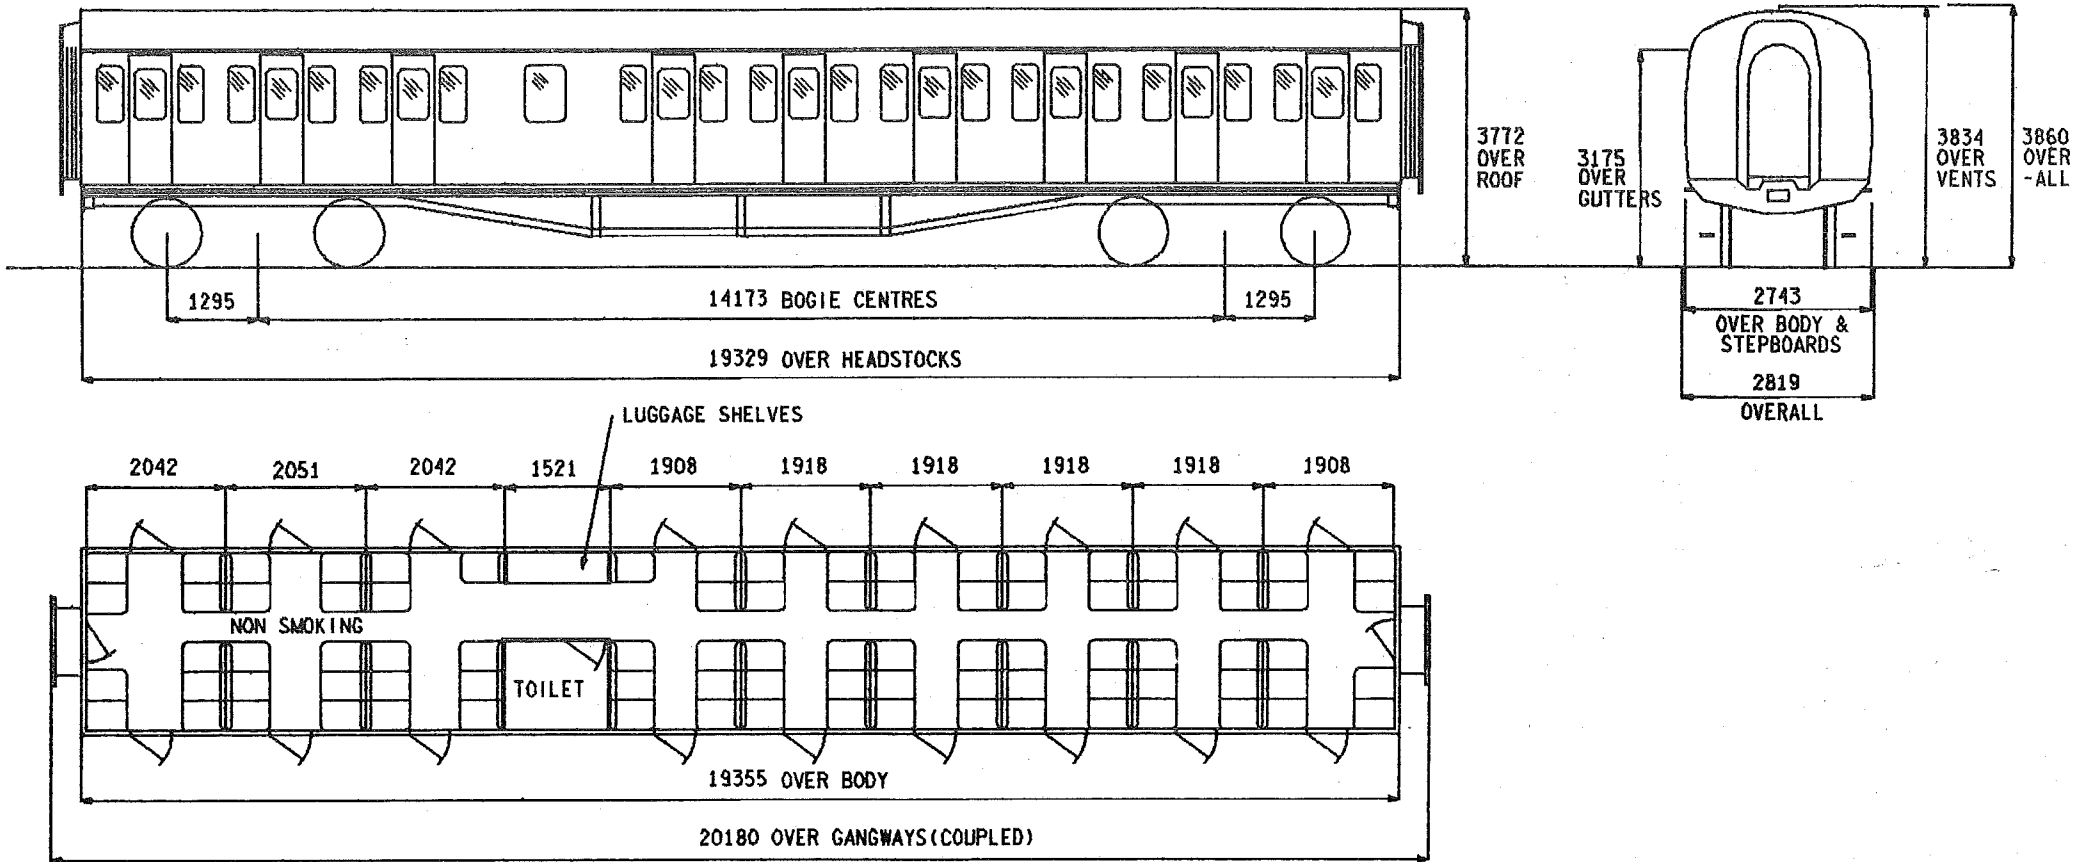 3772
OVER
ROOF
3175
OVER
GUTTERS
3834
OVER
VENTS
3860
OVER
-ALL
1295
14173 BOGIE CENTRES
1295
2743
OVER BODY &
STEPBOARDS
19329 OVER HEADSTOCKS
2819
OVERALL
LUGGAGE SHELVES
2042
2051
2042
1521
1908
1918
1918
1918
1918
1908
NON SMOKING
TOILET
19355 OVER BODY
20180 OVER GANGWAYS(COUPLED)